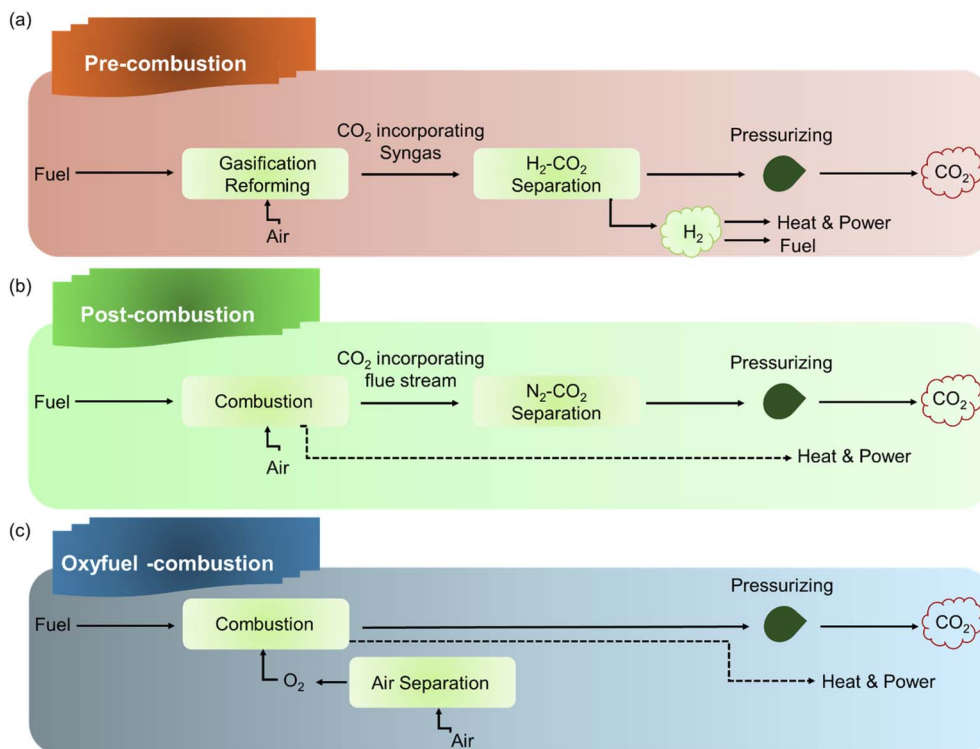 (a)
Pre-combustion
CO₂ incorporating
Syngas
Pressurizing
Fuel
Gasification
Reforming
H₂-CO₂
Separation
CO₂
Air
H₂
Heat & Power
Fuel
(b)
Post-combustion
CO₂ incorporating
flue stream
Pressurizing
Fuel
Combustion
N₂-CO₂
Separation
CO₂
Air
Heat & Power
(c)
Oxyfuel -combustion
Pressurizing
Fuel
Combustion
CO₂
O₂
Air Separation
Heat & Power
Air